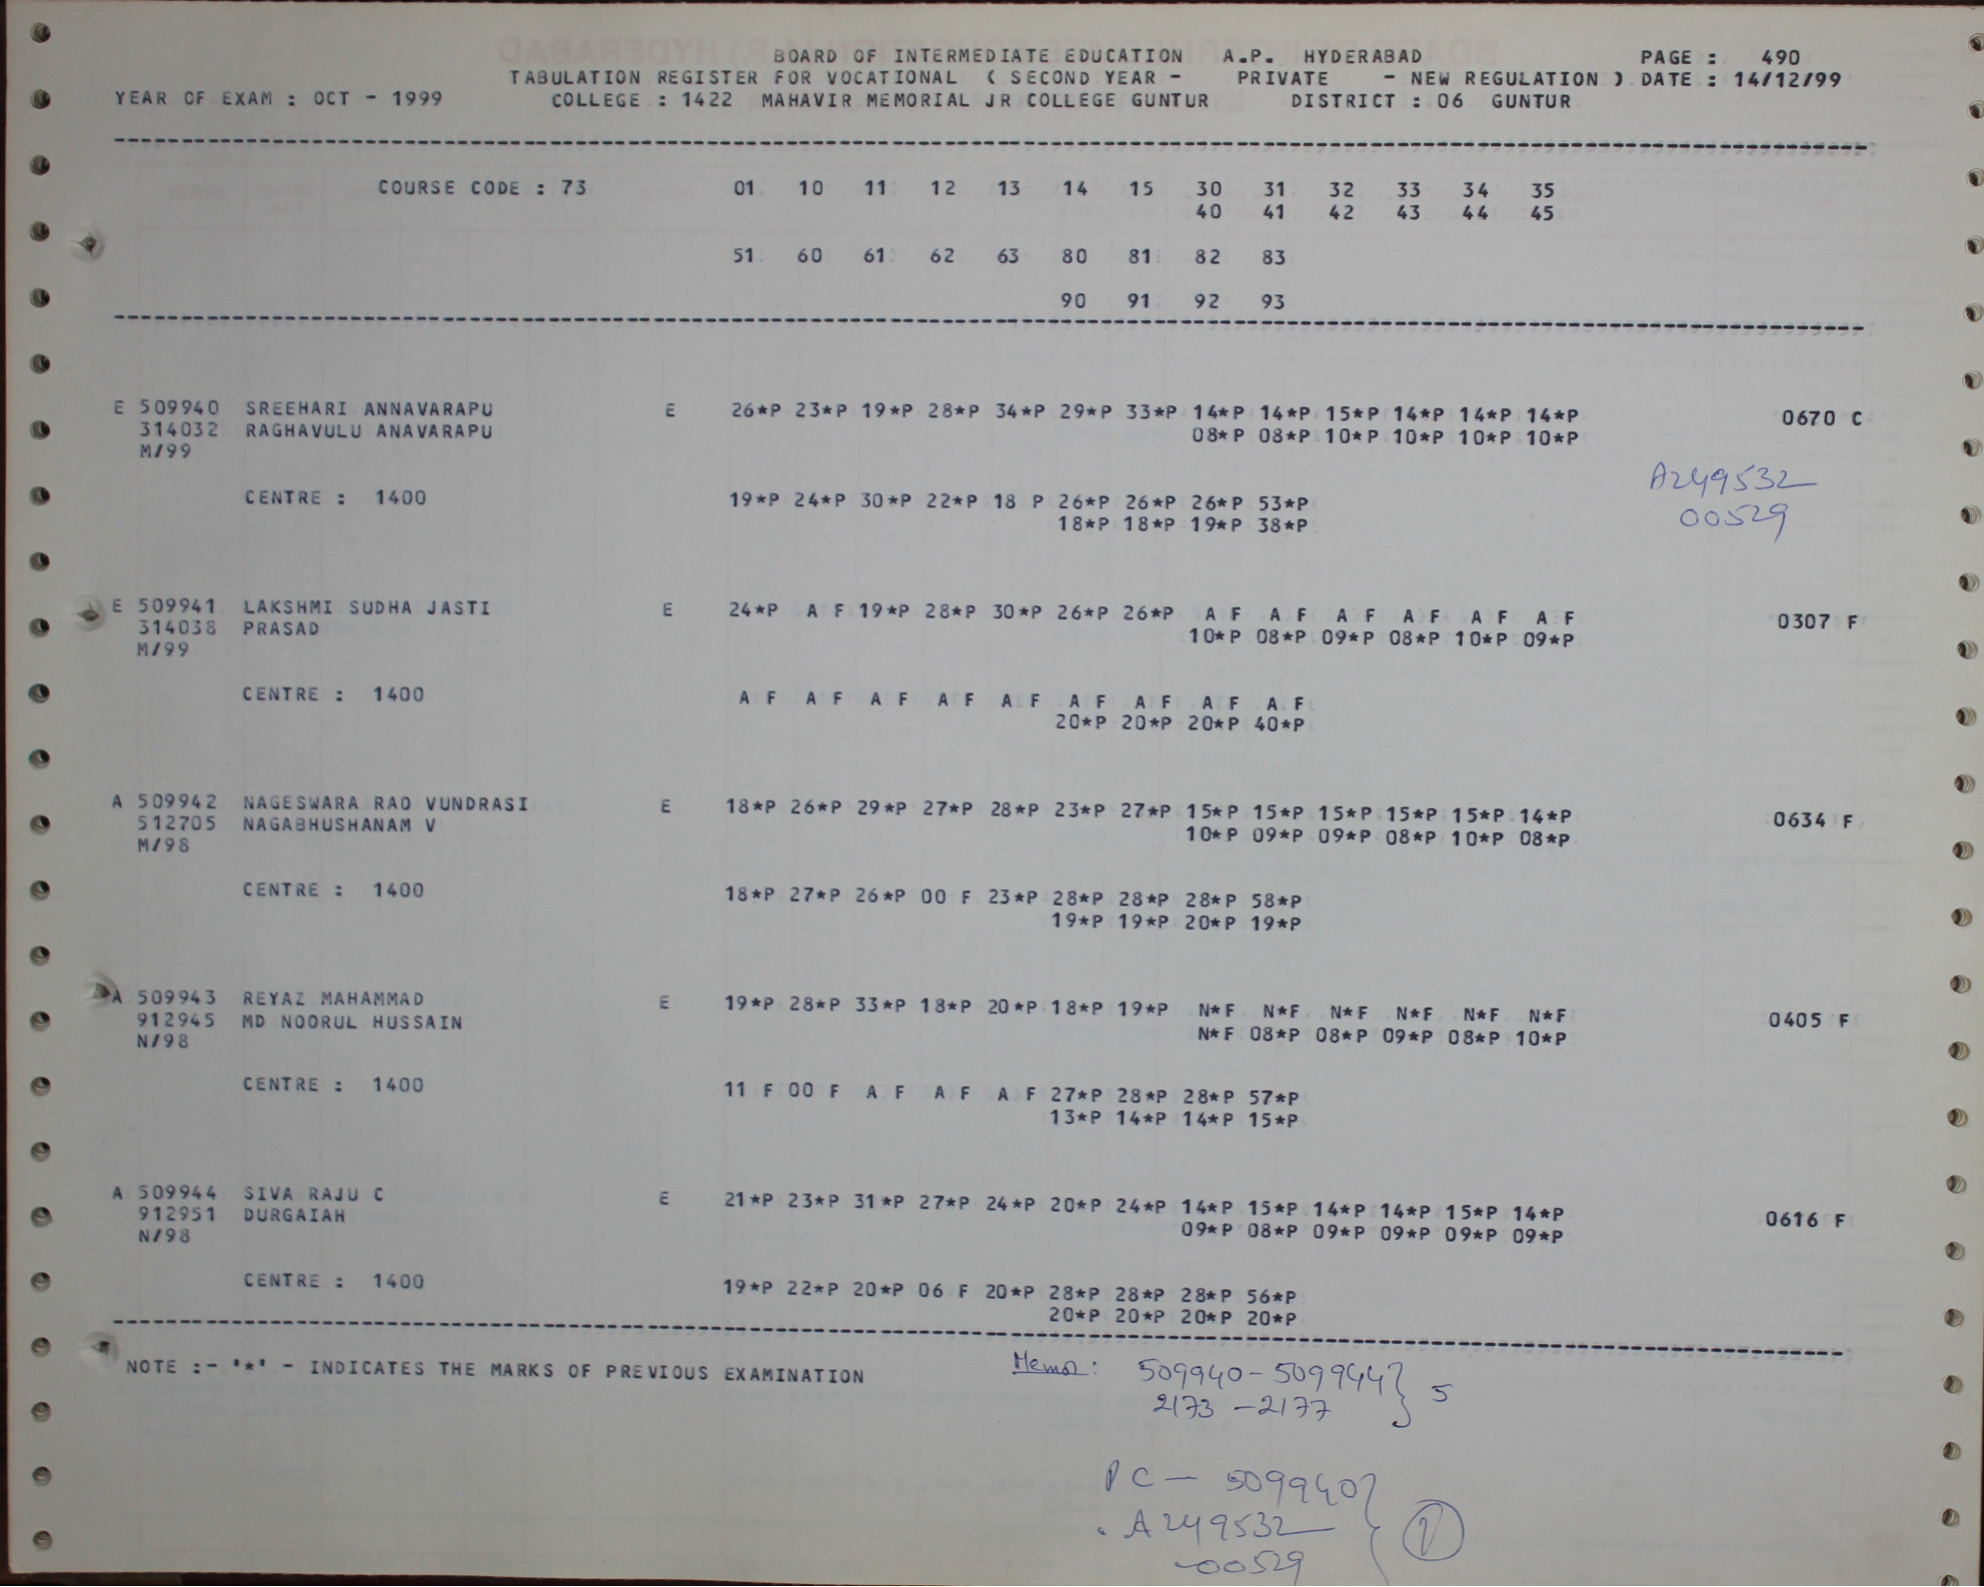 BOARD OF INTERMEDIATE EDUCATION A.P. HYDERABAD PAGE : 490
TABULATION REGISTER FOR VOCATIONAL ( SECOND YEAR - PRIVATE - NEW REGULATION ) DATE : 14/12/99
YEAR OF EXAM : OCT - 1999 COLLEGE : 1422 MAHAVIR MEMORIAL JR COLLEGE GUNTUR DISTRICT : 06 GUNTUR
COURSE CODE : 73 01 10 11 12 13 14 15 30 31 32 33 34 35
40 41 42 43 44 45
51 60 61 62 63 80 81 82 83
90 91 92 93
E 509940 SREEHARI ANNAVARAPU E 26*P 23*P 19*P 28*P 34*P 29*P 33*P 14*P 14*P 15*P 14*P 14*P 14*P 0670 C
314032 RAGHAVULU ANAVARAPU 08*P 08*P 10*P 10*P 10*P 10*P
M/99
A249532
CENTRE : 1400 19*P 24*P 30*P 22*P 18 P 26*P 26*P 26*P 53*P
00529
18*P 18*P 19*P 38*P
E 509941 LAKSHMI SUDHA JASTI E 24*P A F 19*P 28*P 30*P 26*P 26*P A F A F A F A F A F A F 0307 F
314038 PRASAD 10*P 08*P 09*P 08*P 10*P 09*P
M/99
CENTRE : 1400 A F A F A F A F A F A F A F A F A F
20*P 20*P 20*P 40*P
A 509942 NAGESWARA RAO VUNDRASI E 18*P 26*P 29*P 27*P 28*P 23*P 27*P 15*P 15*P 15*P 15*P 15*P 14*P 0634 F
512705 NAGABHUSHANAM V 10*P 09*P 09*P 08*P 10*P 08*P
M/98
CENTRE : 1400 18*P 27*P 26*P 00 F 23*P 28*P 28*P 28*P 58*P
19*P 19*P 20*P 19*P
A 509943 REYAZ MAHAMMAD E 19*P 28*P 33*P 18*P 20*P 18*P 19*P N*F N*F N*F N*F N*F N*F 0405 F
912945 MD NOORUL HUSSAIN N*F 08*P 08*P 09*P 08*P 10*P
N/98
CENTRE : 1400 11 F 00 F A F A F A F 27*P 28*P 28*P 57*P
13*P 14*P 14*P 15*P
A 509944 SIVA RAJU C E 21*P 23*P 31*P 27*P 24*P 20*P 24*P 14*P 15*P 14*P 14*P 15*P 14*P 0616 F
912951 DURGAIAH 09*P 08*P 09*P 09*P 09*P 09*P
N/98
CENTRE : 1400 19*P 22*P 20*P 06 F 20*P 28*P 28*P 28*P 56*P
20*P 20*P 20*P 20*P
NOTE :- '*' - INDICATES THE MARKS OF PREVIOUS EXAMINATION Memo: 509940-509944 } 5
2173 -2177
PC - 509940 }
A249532 1
00529